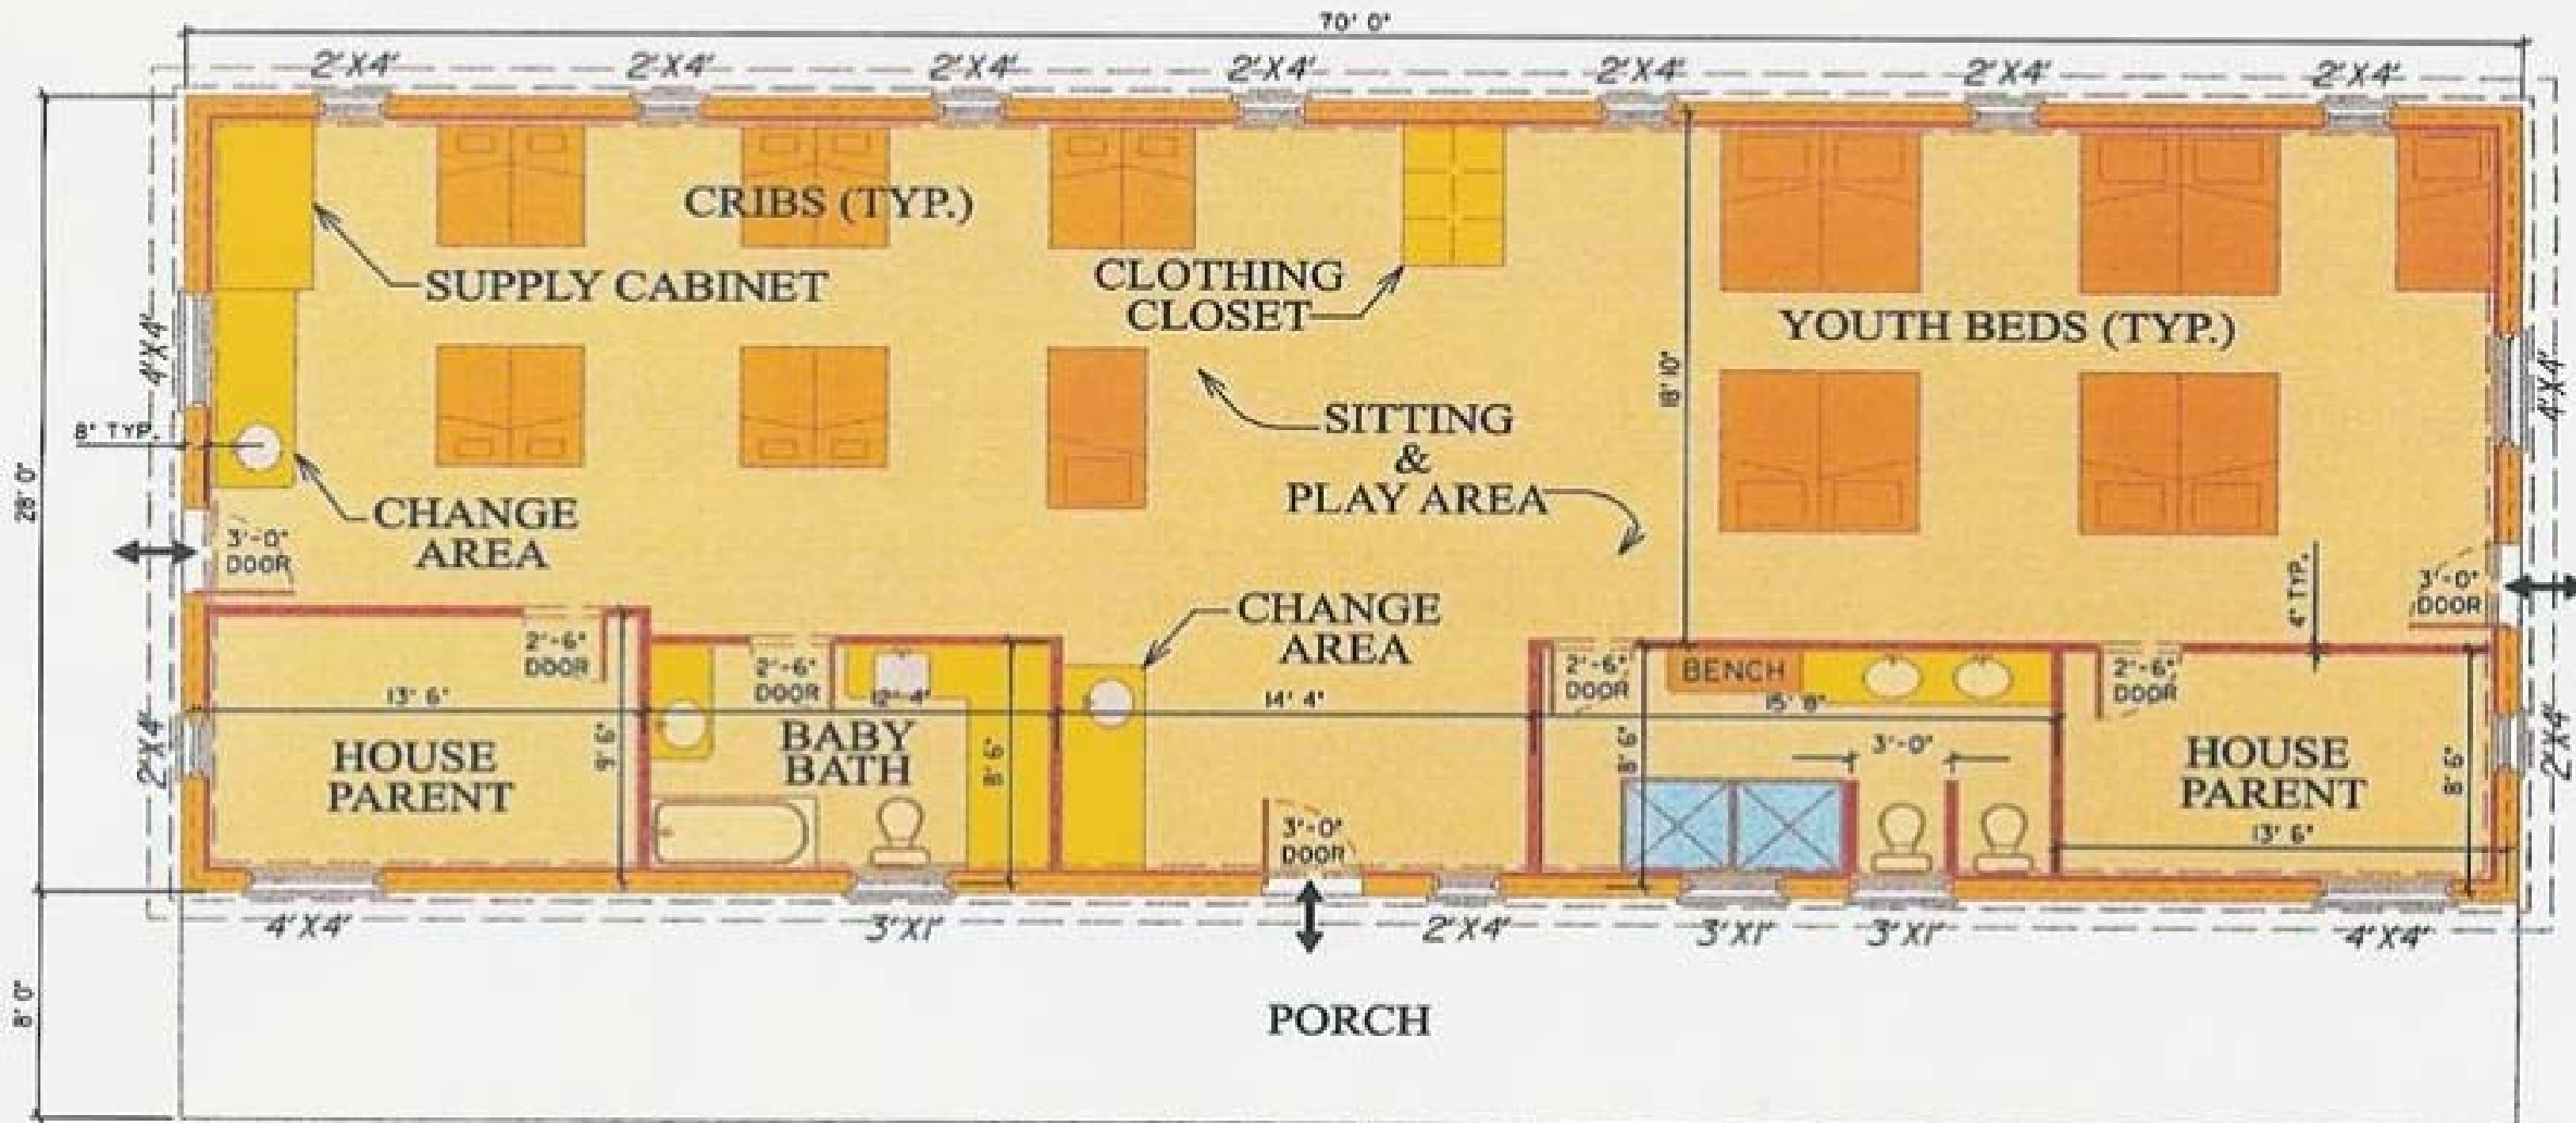 70' 0"
2'X4' 2'X4' 2'X4' 2'X4' 2'X4' 2'X4' 2'X4'
CRIBS (TYP.)
SUPPLY CABINET
CLOTHING
CLOSET
YOUTH BEDS (TYP.)
4'X4'
18' 10"
4'X4'
8" TYP.
28' 0"
SITTING
&
PLAY AREA
CHANGE
AREA
3'-0"
DOOR
CHANGE
AREA
4" TYP.
3'-0"
DOOR
2'-6"
DOOR
2'-6"
DOOR
2'-6"
DOOR
BENCH
2'-6"
DOOR
13' 6"
12' 4"
14' 4"
15' 8"
2'X4'
HOUSE
PARENT
9' 6"
BABY
BATH
8' 6"
8' 6"
3'-0"
HOUSE
PARENT
8' 6"
2'X4'
13' 6"
3'-0"
DOOR
4'X4' 3'X1' 2'X4' 3'X1' 3'X1' 4'X4'
8' 0"
PORCH